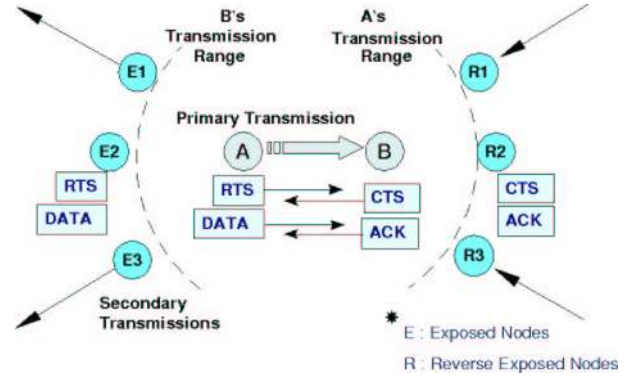 B's
Transmission
Range
A's
Transmission
Range
E1
R1
Primary Transmission
E2
A
B
R2
RTS
DATA
RTS
CTS
DATA
ACK
CTS
ACK
E3
R3
Secondary
Transmissions
E : Exposed Nodes
R : Reverse Exposed Nodes